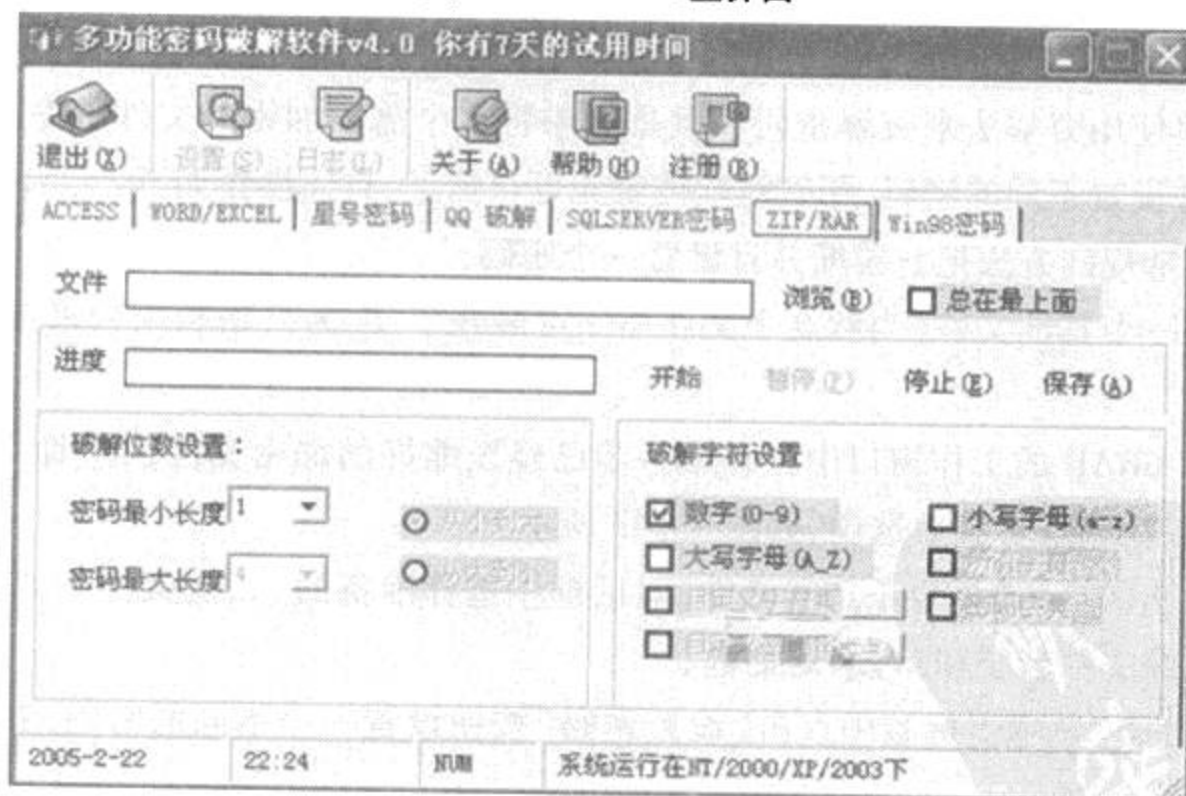 多功能密码破解软件v4.0 你有7天的试用时间
退出(X) 设置(S) 日志(L) 关于(A) 帮助(H) 注册(R)
ACCESS WORD/EXCEL 星号密码 QQ 破解 SQLSERVER密码 ZIP/RAR Win98密码
文件 浏览(B) 总在最上面
进度 开始 暂停(P) 停止(E) 保存(A)
破解位数设置: 破解字符设置
密码最小长度 1 数字(0-9) 小写字母(a-z)
密码最大长度 4 大写字母(A_Z)
2005-2-22 22:24 NUM 系统运行在NT/2000/XP/2003下